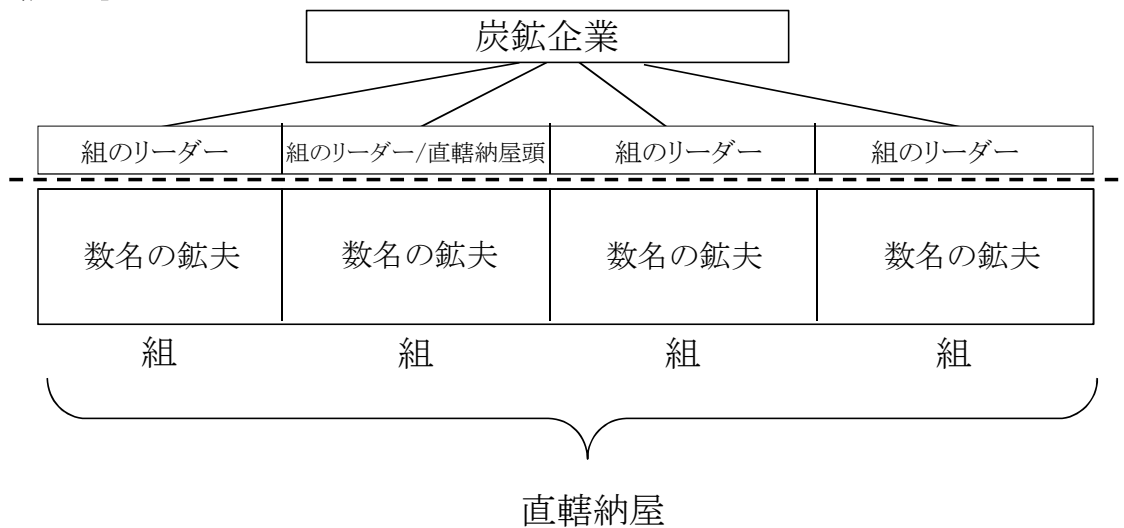 炭鉱企業
組のリーダー 組のリーダー/直轄納屋頭 組のリーダー 組のリーダー
数名の鉱夫 数名の鉱夫 数名の鉱夫 数名の鉱夫
組 組 組 組
直轄納屋